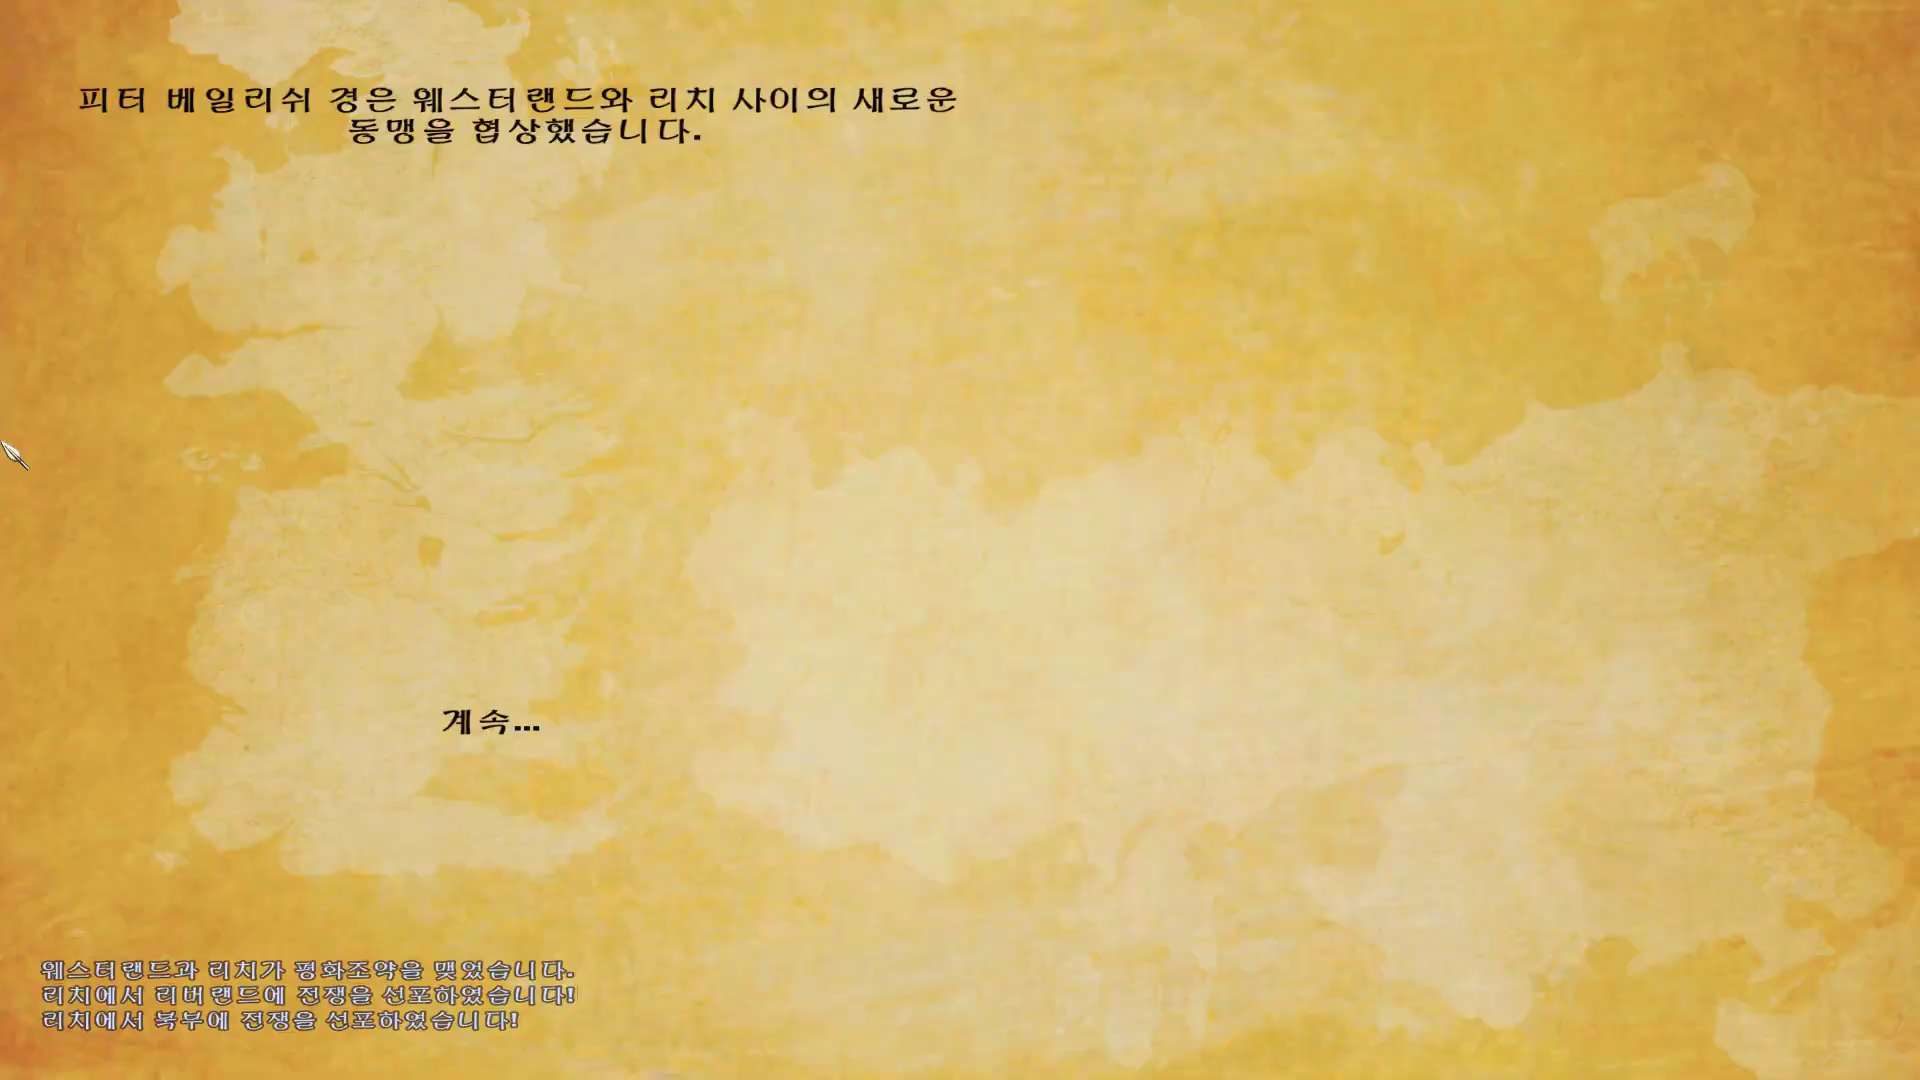 피터 베일리쉬 경은 웨스터랜드와 리치 사이의 새로운
동맹을 협상했습니다.
계속...
웨스터랜드과 리치가 평화조약을 맺었습니다.
리치에서 리버랜드에 전쟁을 선포하였습니다!
리치에서 북부에 전쟁을 선포하였습니다!